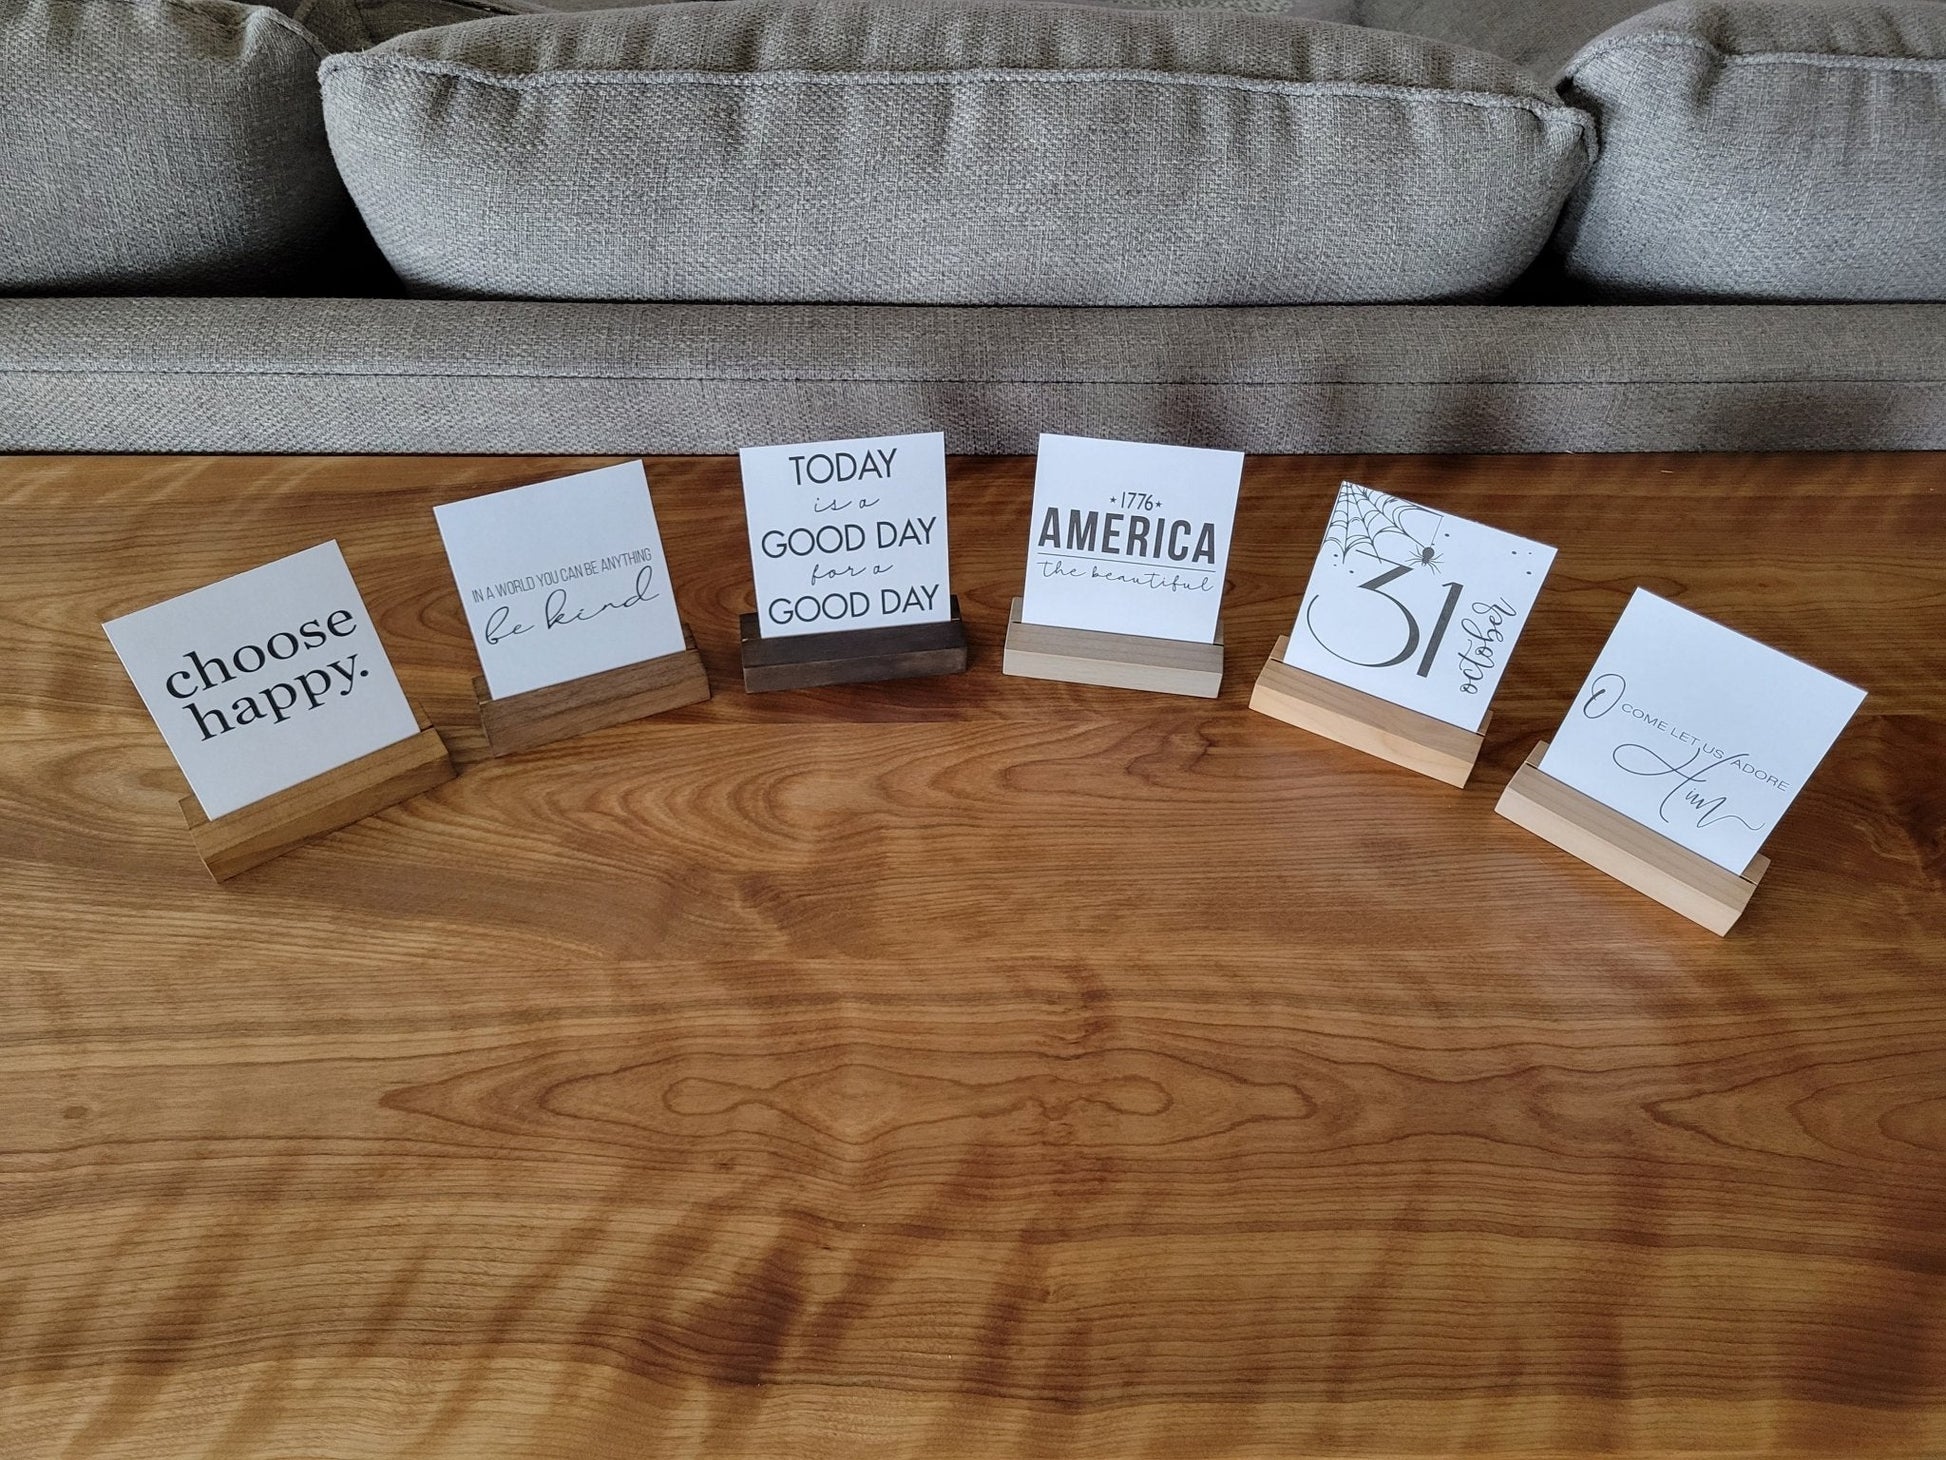 choose
happy.
IN A WORLD YOU CAN BE ANYTHING
be kind
TODAY
is a
GOOD DAY
for a
GOOD DAY
★1776★
AMERICA
the beautiful
31
october
O COME LET US ADORE
Him